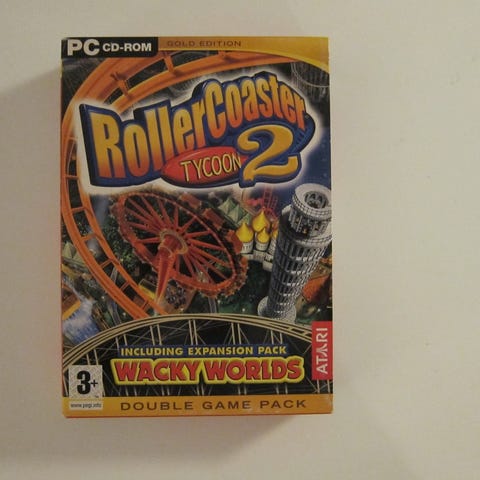 PC CD-ROM GOLD EDITION
RollerCoaster
TYCOON 2
INCLUDING EXPANSION PACK
WACKY WORLDS
ATARI
3+
www.pegi.info
DOUBLE GAME PACK